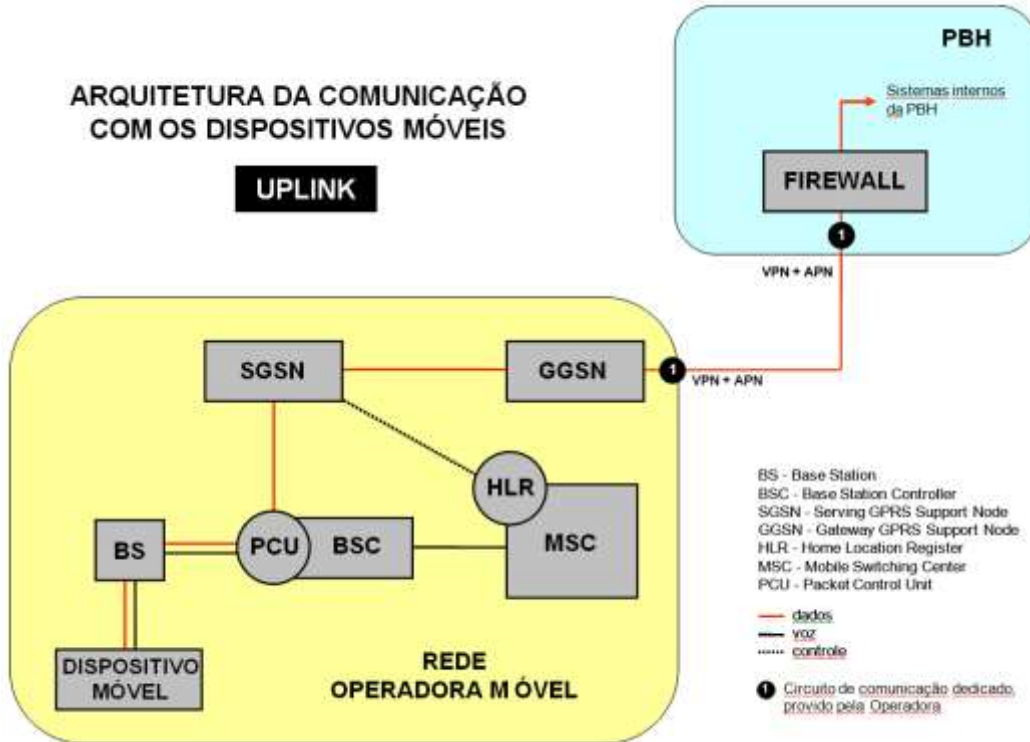 ARQUITETURA DA COMUNICAÇÃO
COM OS DISPOSITIVOS MÓVEIS
UPLINK
PBH
Sistemas internos
da PBH
FIREWALL
1
VPN + APN
SGSN
GGSN
1
VPN + APN
HLR
MSC
BS
PCU
BSC
DISPOSITIVO
MÓVEL
REDE
OPERADORA M ÓVEL
BS - Base Station
BSC - Base Station Controller
SGSN - Serving GPRS Support Node
GGSN - Gateway GPRS Support Node
HLR - Home Location Register
MSC - Mobile Switching Center
PCU - Packet Control Unit
dados
voz
controle
1 Circuito de comunicação dedicado,
provido pela Operadora